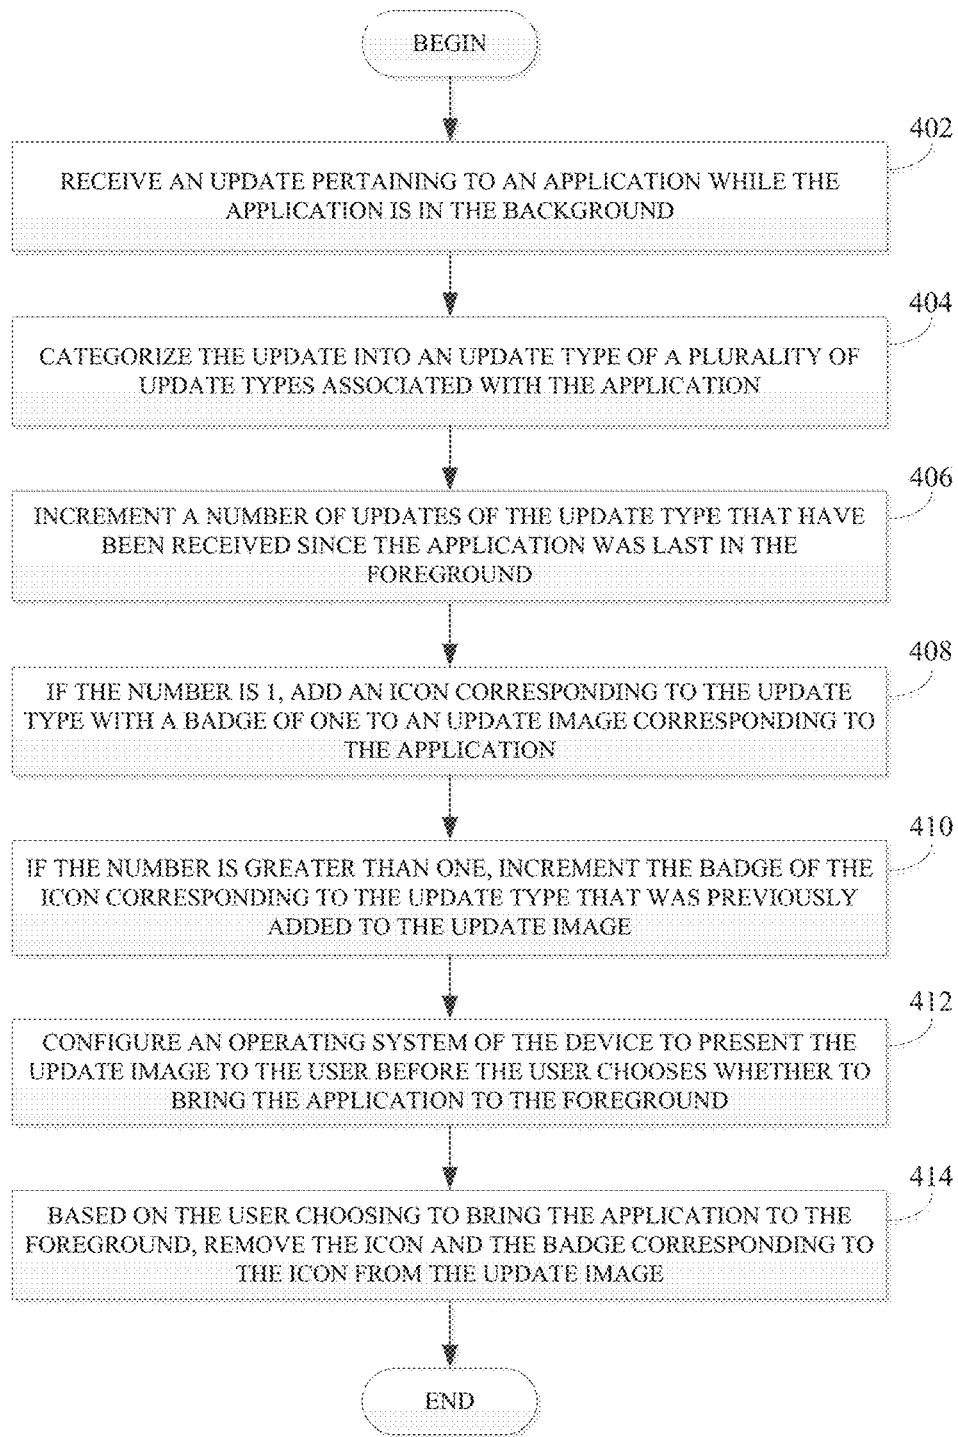 BEGIN
402
RECEIVE AN UPDATE PERTAINING TO AN APPLICATION WHILE THE
APPLICATION IS IN THE BACKGROUND
404
CATEGORIZE THE UPDATE INTO AN UPDATE TYPE OF A PLURALITY OF
UPDATE TYPES ASSOCIATED WITH THE APPLICATION
406
INCREMENT A NUMBER OF UPDATES OF THE UPDATE TYPE THAT HAVE
BEEN RECEIVED SINCE THE APPLICATION WAS LAST IN THE
FOREGROUND
408
IF THE NUMBER IS 1, ADD AN ICON CORRESPONDING TO THE UPDATE
TYPE WITH A BADGE OF ONE TO AN UPDATE IMAGE CORRESPONDING TO
THE APPLICATION
410
IF THE NUMBER IS GREATER THAN ONE, INCREMENT THE BADGE OF THE
ICON CORRESPONDING TO THE UPDATE TYPE THAT WAS PREVIOUSLY
ADDED TO THE UPDATE IMAGE
412
CONFIGURE AN OPERATING SYSTEM OF THE DEVICE TO PRESENT THE
UPDATE IMAGE TO THE USER BEFORE THE USER CHOOSES WHETHER TO
BRING THE APPLICATION TO THE FOREGROUND
414
BASED ON THE USER CHOOSING TO BRING THE APPLICATION TO THE
FOREGROUND, REMOVE THE ICON AND THE BADGE CORRESPONDING TO
THE ICON FROM THE UPDATE IMAGE
END